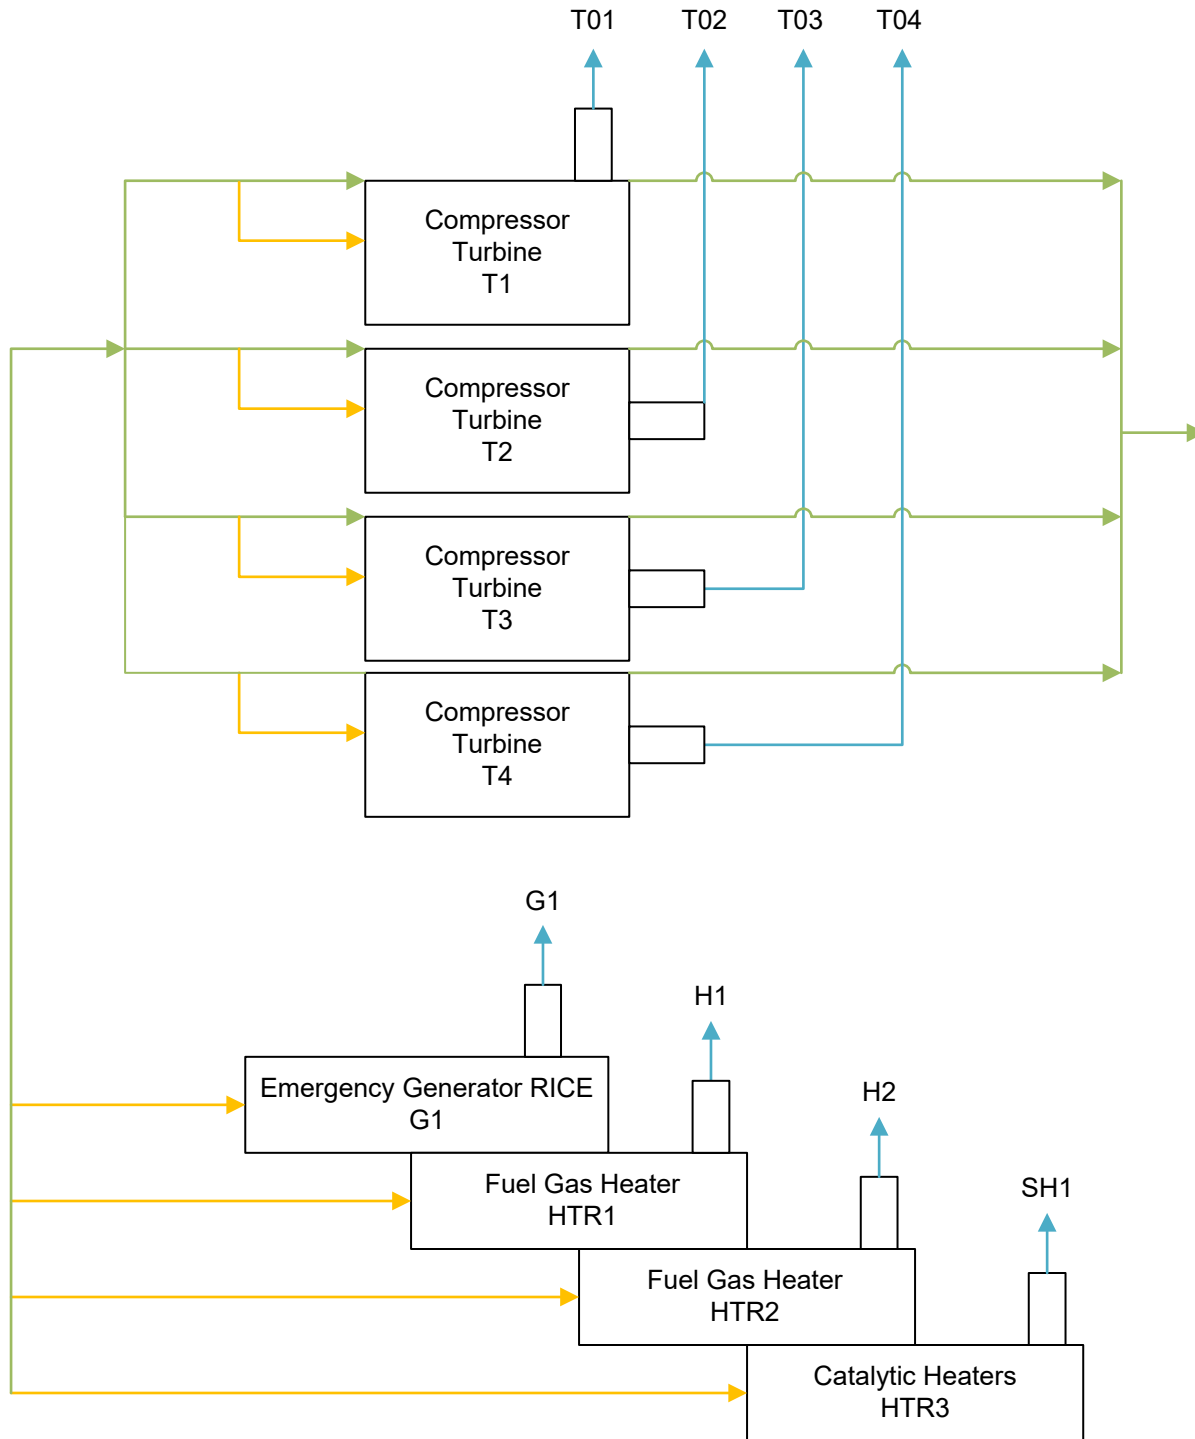 T01 T02 T03 T04
Compressor
Turbine
T1
Compressor
Turbine
T2
Compressor
Turbine
T3
Compressor
Turbine
T4
G1
H1
Emergency Generator RICE
G1
H2
Fuel Gas Heater
HTR1
SH1
Fuel Gas Heater
HTR2
Catalytic Heaters
HTR3